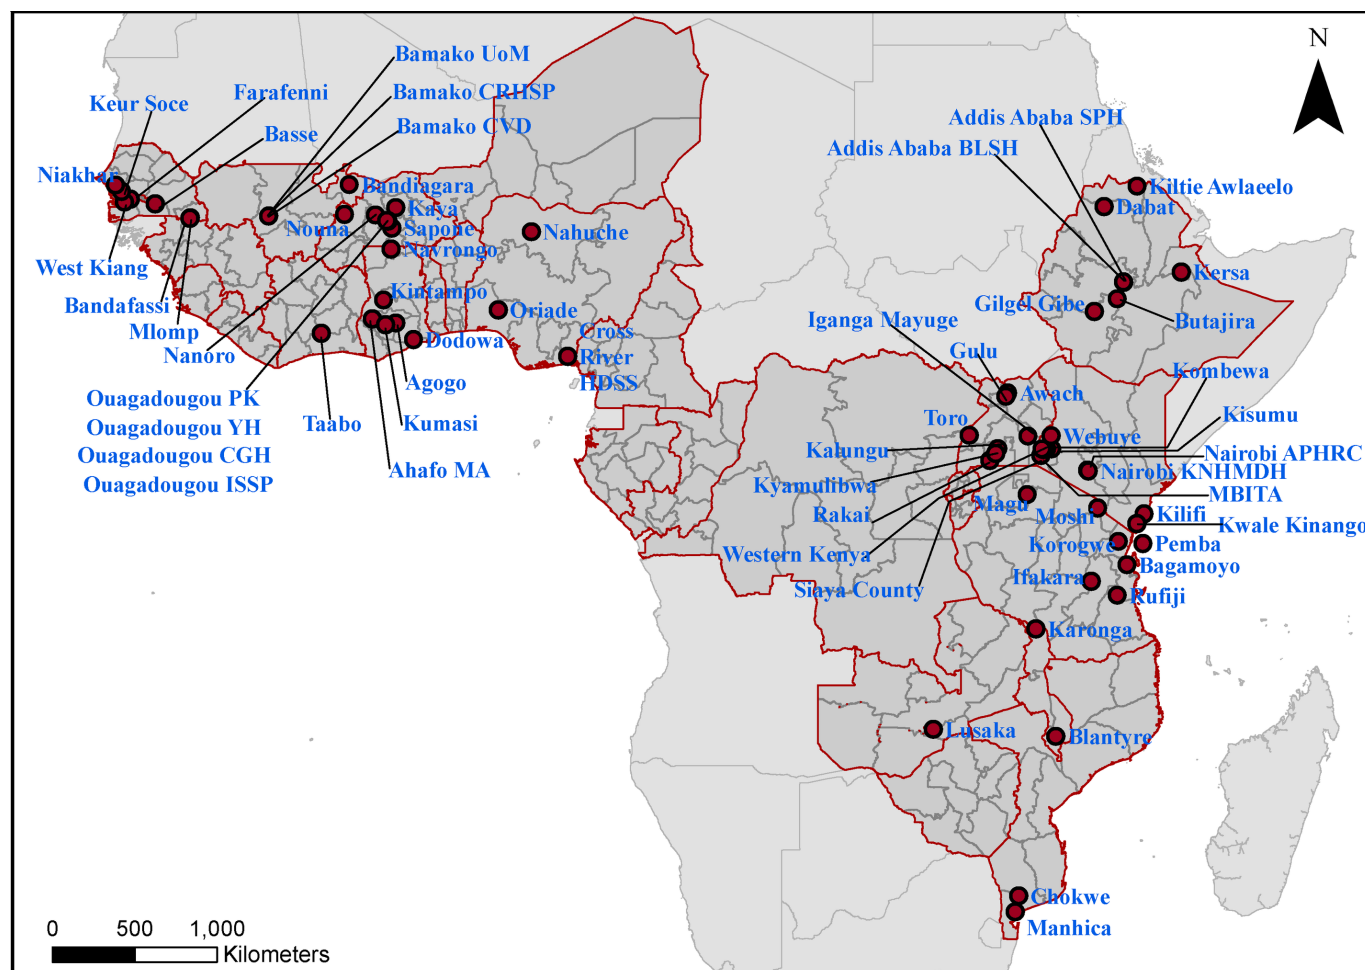 N
Bamako UoM
Farafenni
Bamako CRHSP
Keur Soce
Basse
Bamako CVD
Addis Ababa SPH
Addis Ababa BLSH
Niakhar
Bandiagara
Kiltie Awlaeelo
Kaya
Dabat
Nouna
Sapone
Nahuche
Navrongo
West Kiang
Kersa
Bandafassi
Kintampo
Gilgel Gibe
Mlomp
Oriade
Iganga Mayuge
Butajira
Nanoro
Dodowa
Cross
River
HDSS
Gulu
Kombewa
Agogo
Awach
Ouagadougou PK
Ouagadougou YH
Ouagadougou CGH
Ouagadougou ISSP
Taabo
Kumasi
Ahafo MA
Toro
Webuye
Kisumu
Kalungu
Nairobi APHRC
Nairobi KNHMDH
Kyamulibwa
MBITA
Magu
Rakai
Moshi
Kilifi
Kwale Kinango
Western Kenya
Korogwe
Pemba
Bagamoyo
Siaya County
Ifakara
Rufiji
Karonga
Lusaka
Blantyre
Chokwe
Manhica
0 500 1,000
Kilometers